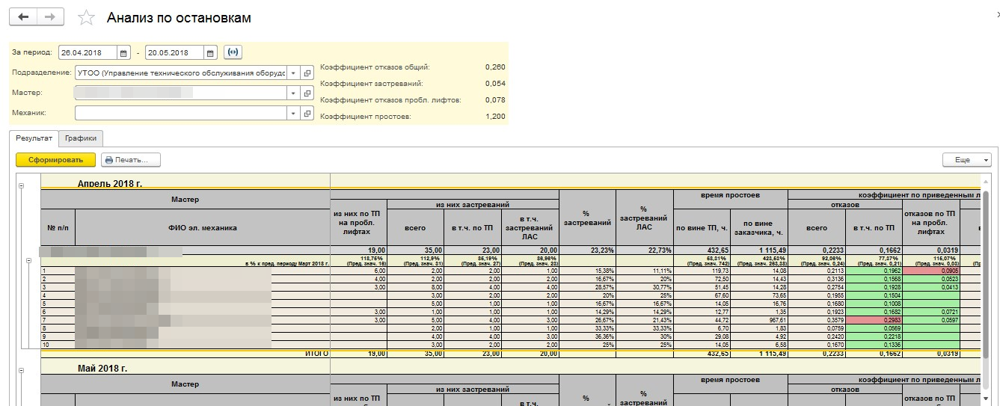 Анализ по остановкам
За период: 26.04.2018 - 20.05.2018
Подразделение: УТОО (Управление технического обслуживания оборудс
Мастер:
Механик:
Коэффициент отказов общий: 0,260
Коэффициент застреваний: 0,054
Коэффициент отказов пробл. лифтов: 0,078
Коэффициент простоев: 1,200
Результат Графики
Сформировать Печать... Еще
Апрель 2018 г.
Мастер время простоев коэффициент по приведенным л
из них застреваний отказов
№ п/п ФИО эл. механика из них по ТП на пробл. лифтах всего в т.ч. по ТП в т.ч. застреваний ЛАС % застреваний % застреваний ЛАС по вине ТП, ч. по вине заказчика, ч. всего в т.ч. по ТП отказов по ТП на пробл. лифтах
19,00 35,00 23,00 20,00 23,23% 22,73% 432,65 1 115,49 0,2233 0,1662 0,0319
в % к пред. периоду Март 2018 г. 118,75% 112,9% 85,19% 86,96% 58,31% 423,53% 92,06% 77,37% 115,07%
(Пред. знач. 16) (Пред. знач. 31) (Пред. знач. 27) (Пред. знач. 23) (Пред. знач. 742) (Пред. знач. 263,38) (Пред. знач. 0,24) (Пред. знач. 0,21) (Пред. знач. 0,03) (Пр
1 6,00 2,00 1,00 1,00 15,38% 11,11% 119,73 14,08 0,2113 0,1962 0,0905
2 4,00 2,00 2,00 2,00 16,67% 20% 72,50 14,43 0,3136 0,1568 0,0523
3 3,00 8,00 4,00 4,00 28,57% 30,77% 51,45 14,28 0,2754 0,1928 0,0413
4 3,00 2,00 2,00 20% 25% 67,60 73,65 0,1955 0,1504
5 5,00 1,00 1,00 16,67% 16,67% 14,05 16,76 0,1680 0,1008
6 3,00 1,00 1,00 1,00 14,29% 14,29% 12,77 1,35 0,1923 0,1682 0,0721
7 3,00 5,00 4,00 3,00 26,67% 21,43% 44,72 967,61 0,3579 0,2983 0,0597
8 2,00 1,00 1,00 33,33% 33,33% 6,70 1,83 0,0759 0,0569
9 4,00 4,00 3,00 36,36% 30% 29,08 4,92 0,2420 0,2218
10 3,00 2,00 2,00 25% 25% 14,05 6,58 0,1670 0,1336
ИТОГО 19,00 35,00 23,00 20,00 432,65 1 115,49 0,2233 0,1662 0,0319
Май 2018 г.
Мастер время простоев коэффициент по приведенным л
из них застреваний отказов
из них по ТП в т.ч. % % застреваний отказов по ТП